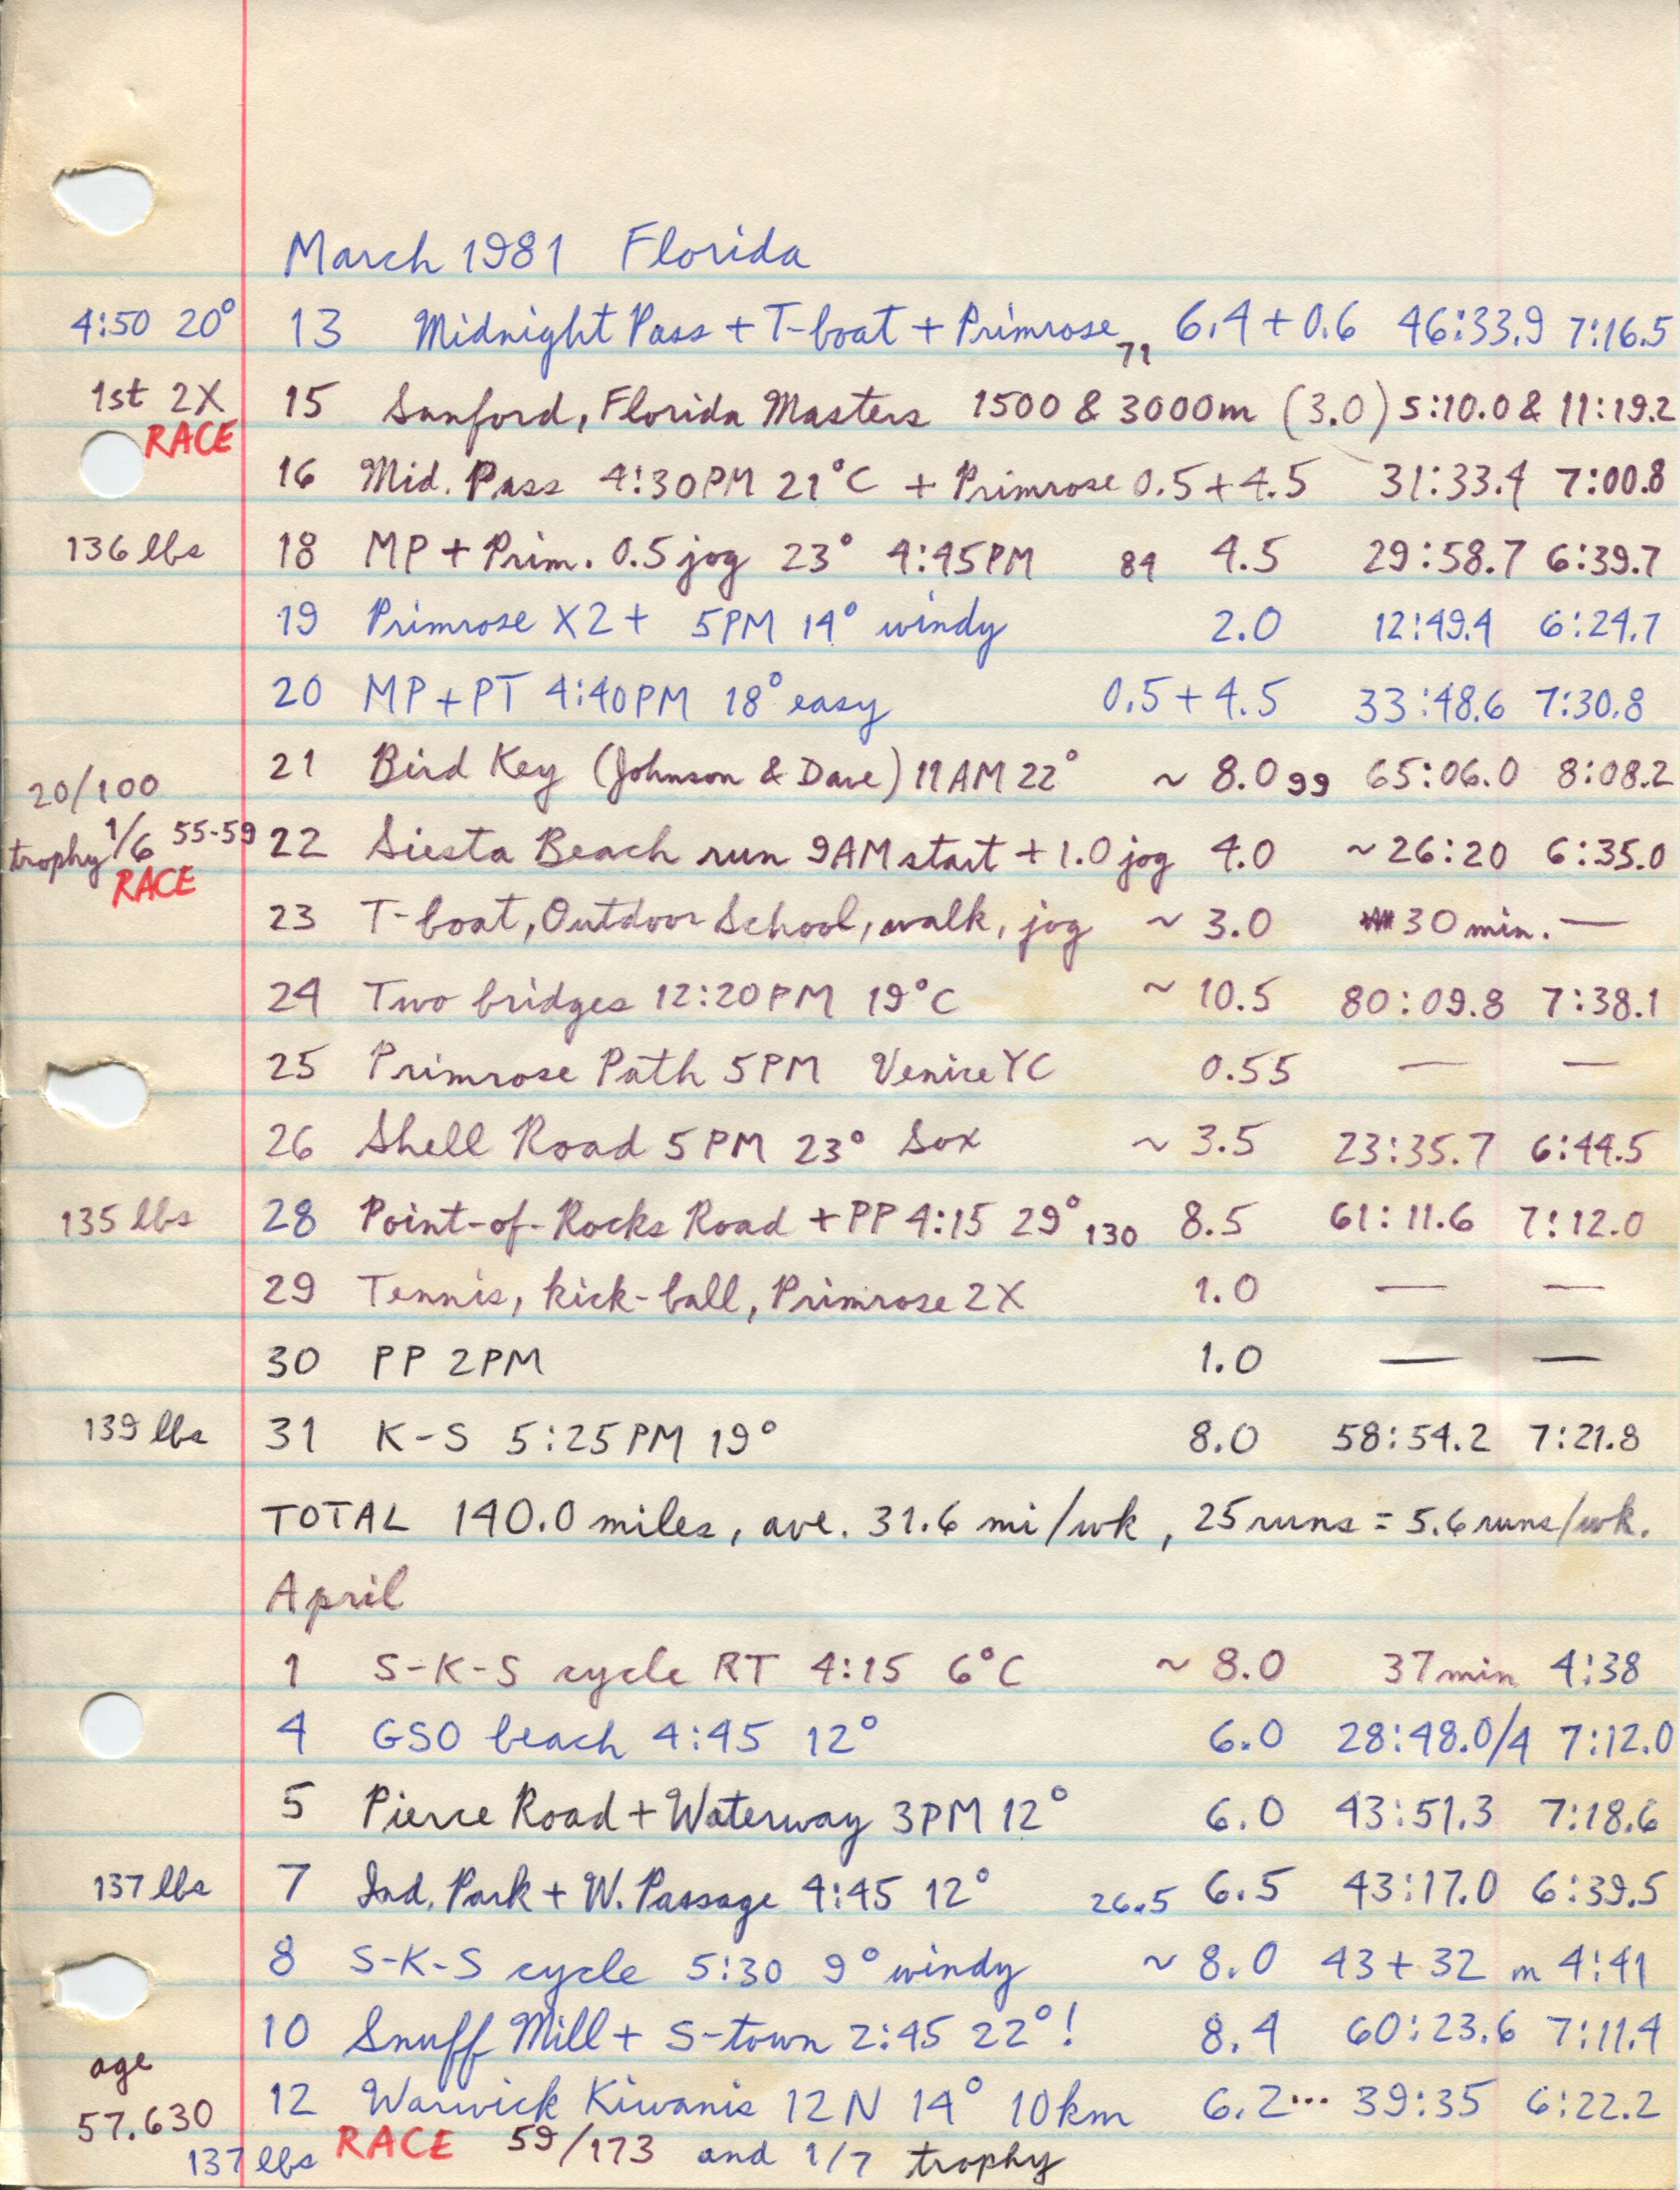 March 1981 Florida
4:50 20° 13 Midnight Pass + T-boat + Primrose 71 6.4 + 0.6 46:33.9 7:16.5
1st 2X RACE 15 Sanford, Florida Masters 1500 & 3000m (3.0) 5:10.0 & 11:19.2
16 Mid. Pass 4:30PM 21°C + Primrose 0.5 + 4.5 31:33.4 7:00.8
136 lbs 18 MP + Prim. 0.5 jog 23° 4:45PM 84 4.5 29:58.7 6:39.7
19 Primrose X2 + 5PM 14° windy 2.0 12:49.4 6:24.7
20 MP + PT 4:40PM 18° easy 0.5 + 4.5 33:48.6 7:30.8
21 Bird Key (Johnson & Dave) 11AM 22° ~ 8.0 99 65:06.0 8:08.2
20/100
trophy 1/6 55-59 RACE 22 Siesta Beach run 9AM start + 1.0 jog 4.0 ~26:20 6:35.0
23 T-boat, Outdoor School, walk, jog ~ 3.0 30 min. —
24 Two bridges 12:20PM 19°C ~ 10.5 80:09.8 7:38.1
25 Primrose Path 5PM Venice YC 0.55 — —
26 Shell Road 5PM 23° Sox ~ 3.5 23:35.7 6:44.5
135 lbs 28 Point-of-Rocks Road + PP 4:15 29° 130 8.5 61:11.6 7:12.0
29 Tennis, kick-ball, Primrose 2X 1.0 — —
30 PP 2PM 1.0 — —
139 lbs 31 K-S 5:25PM 19° 8.0 58:54.2 7:21.8
TOTAL 140.0 miles, ave. 31.6 mi/wk, 25 runs = 5.6 runs/wk.
April
1 S-K-S cycle RT 4:15 6°C ~ 8.0 37 min 4:38
4 GSO beach 4:45 12° 6.0 28:48.0/4 7:12.0
5 Pierce Road + Waterway 3PM 12° 6.0 43:51.3 7:18.6
137 lbs 7 Ind. Park + W. Passage 4:45 12° 26.5 6.5 43:17.0 6:39.5
8 S-K-S cycle 5:30 9° windy ~ 8.0 43 + 32 m 4:41
10 Snuff Mill + S-town 2:45 22°! 8.4 60:23.6 7:11.4
age
57.630 12 Warwick Kiwanis 12N 14° 10km 6.2... 39:35 6:22.2
137 lbs RACE 59/173 and 1/7 trophy